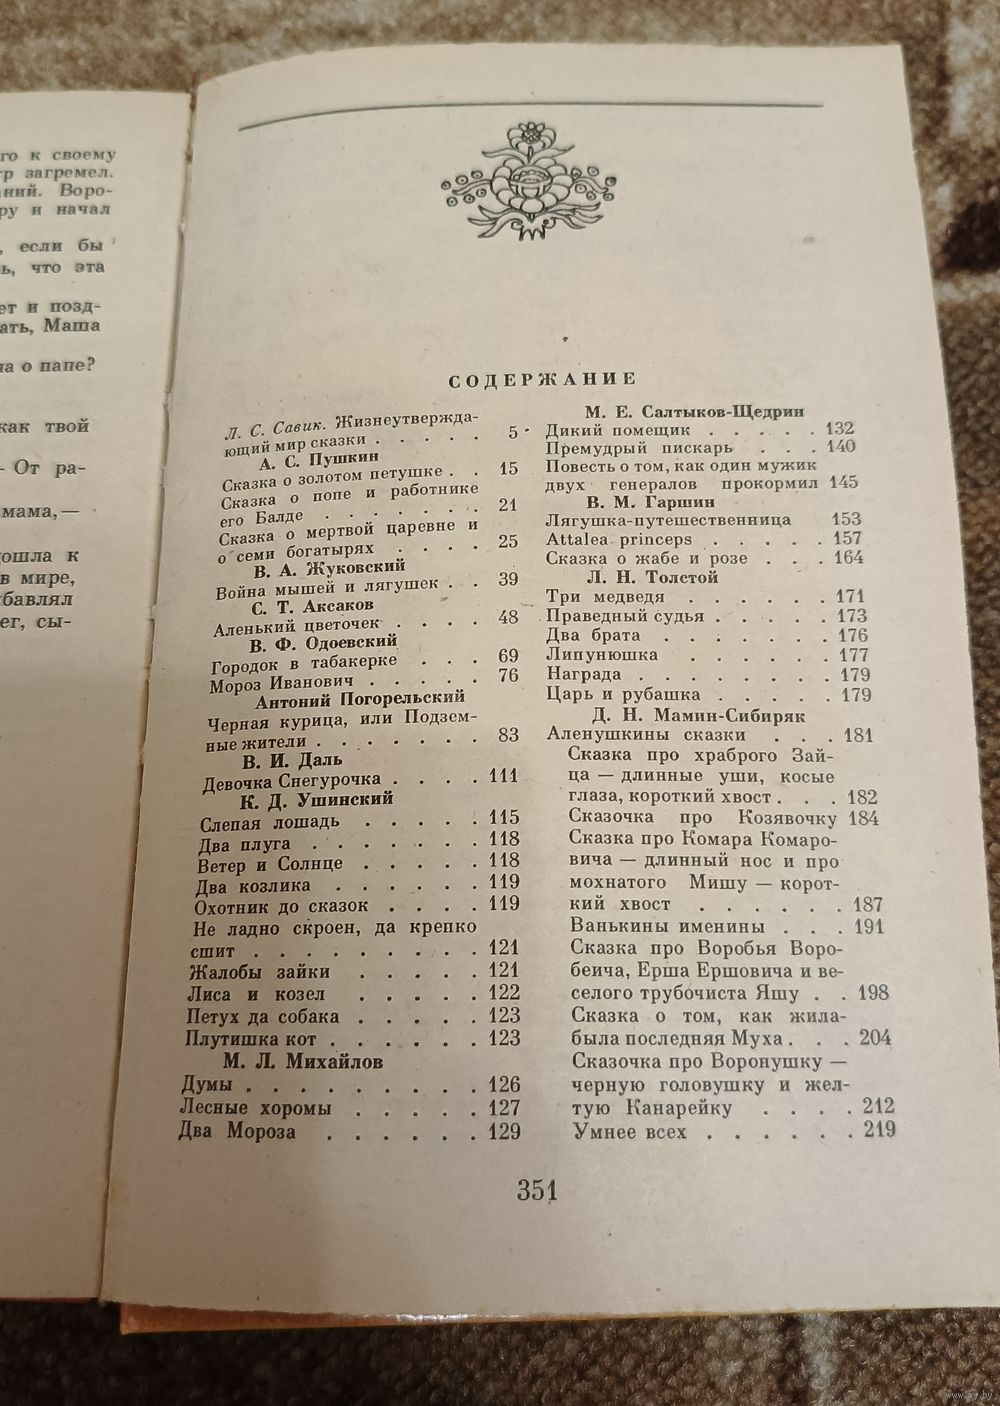 го к своему
тр загремел.
ний. Воро-
ру и начал
, если бы
ь, что эта
ет и позд-
ать, Маша
а о папе?
как твой
— От ра-
мама, —
ошла к
в мире,
бавлял
ег, сы-
СОДЕРЖАНИЕ
Л. С. Савик. Жизнеутвержда-
ющий мир сказки . . . . . 5
А. С. Пушкин
Сказка о золотом петушке . . 15
Сказка о попе и работнике
его Балде . . . . . . . 21
Сказка о мертвой царевне и
о семи богатырях . . . . 25
В. А. Жуковский
Война мышей и лягушек . . 39
С. Т. Аксаков
Аленький цветочек . . . . 48
В. Ф. Одоевский
Городок в табакерке . . . 69
Мороз Иванович . . . . . 76
Антоний Погорельский
Черная курица, или Подзем-
ные жители . . . . . . . 83
В. И. Даль
Девочка Снегурочка . . . . 111
К. Д. Ушинский
Слепая лошадь . . . . . 115
Два плуга . . . . . . . 118
Ветер и Солнце . . . . . 118
Два козлика . . . . . . 119
Охотник до сказок . . . . 119
Не ладно скроен, да крепко
сшит . . . . . . . . . 121
Жалобы зайки . . . . . 121
Лиса и козел . . . . . 122
Петух да собака . . . . . 123
Плутишка кот . . . . . . 123
М. Л. Михайлов
Думы . . . . . . . . . 126
Лесные хоромы . . . . . 127
Два Мороза . . . . . . 129
М. Е. Салтыков-Щедрин
Дикий помещик . . . . . 132
Премудрый пискарь . . . 140
Повесть о том, как один мужик
двух генералов прокормил 145
В. М. Гаршин
Лягушка-путешественница 153
Attalea princeps . . . . . 157
Сказка о жабе и розе . . . 164
Л. Н. Толстой
Три медведя . . . . . . 171
Праведный судья . . . . . 173
Два брата . . . . . . . 176
Липунюшка . . . . . . 177
Награда . . . . . . . . 179
Царь и рубашка . . . . . 179
Д. Н. Мамин-Сибиряк
Аленушкины сказки . . . 181
Сказка про храброго Зай-
ца — длинные уши, косые
глаза, короткий хвост . . . 182
Сказочка про Козявочку 184
Сказка про Комара Комаро-
вича — длинный нос и про
мохнатого Мишу — корот-
кий хвост . . . . . . 187
Ванькины именины . . . 191
Сказка про Воробья Воро-
беича, Ерша Ершовича и ве-
селого трубочиста Яшу . . 198
Сказка о том, как жила-
была последняя Муха . . . 204
Сказочка про Воронушку —
черную головушку и жел-
тую Канарейку . . . . 212
Умнее всех . . . . . . 219
351